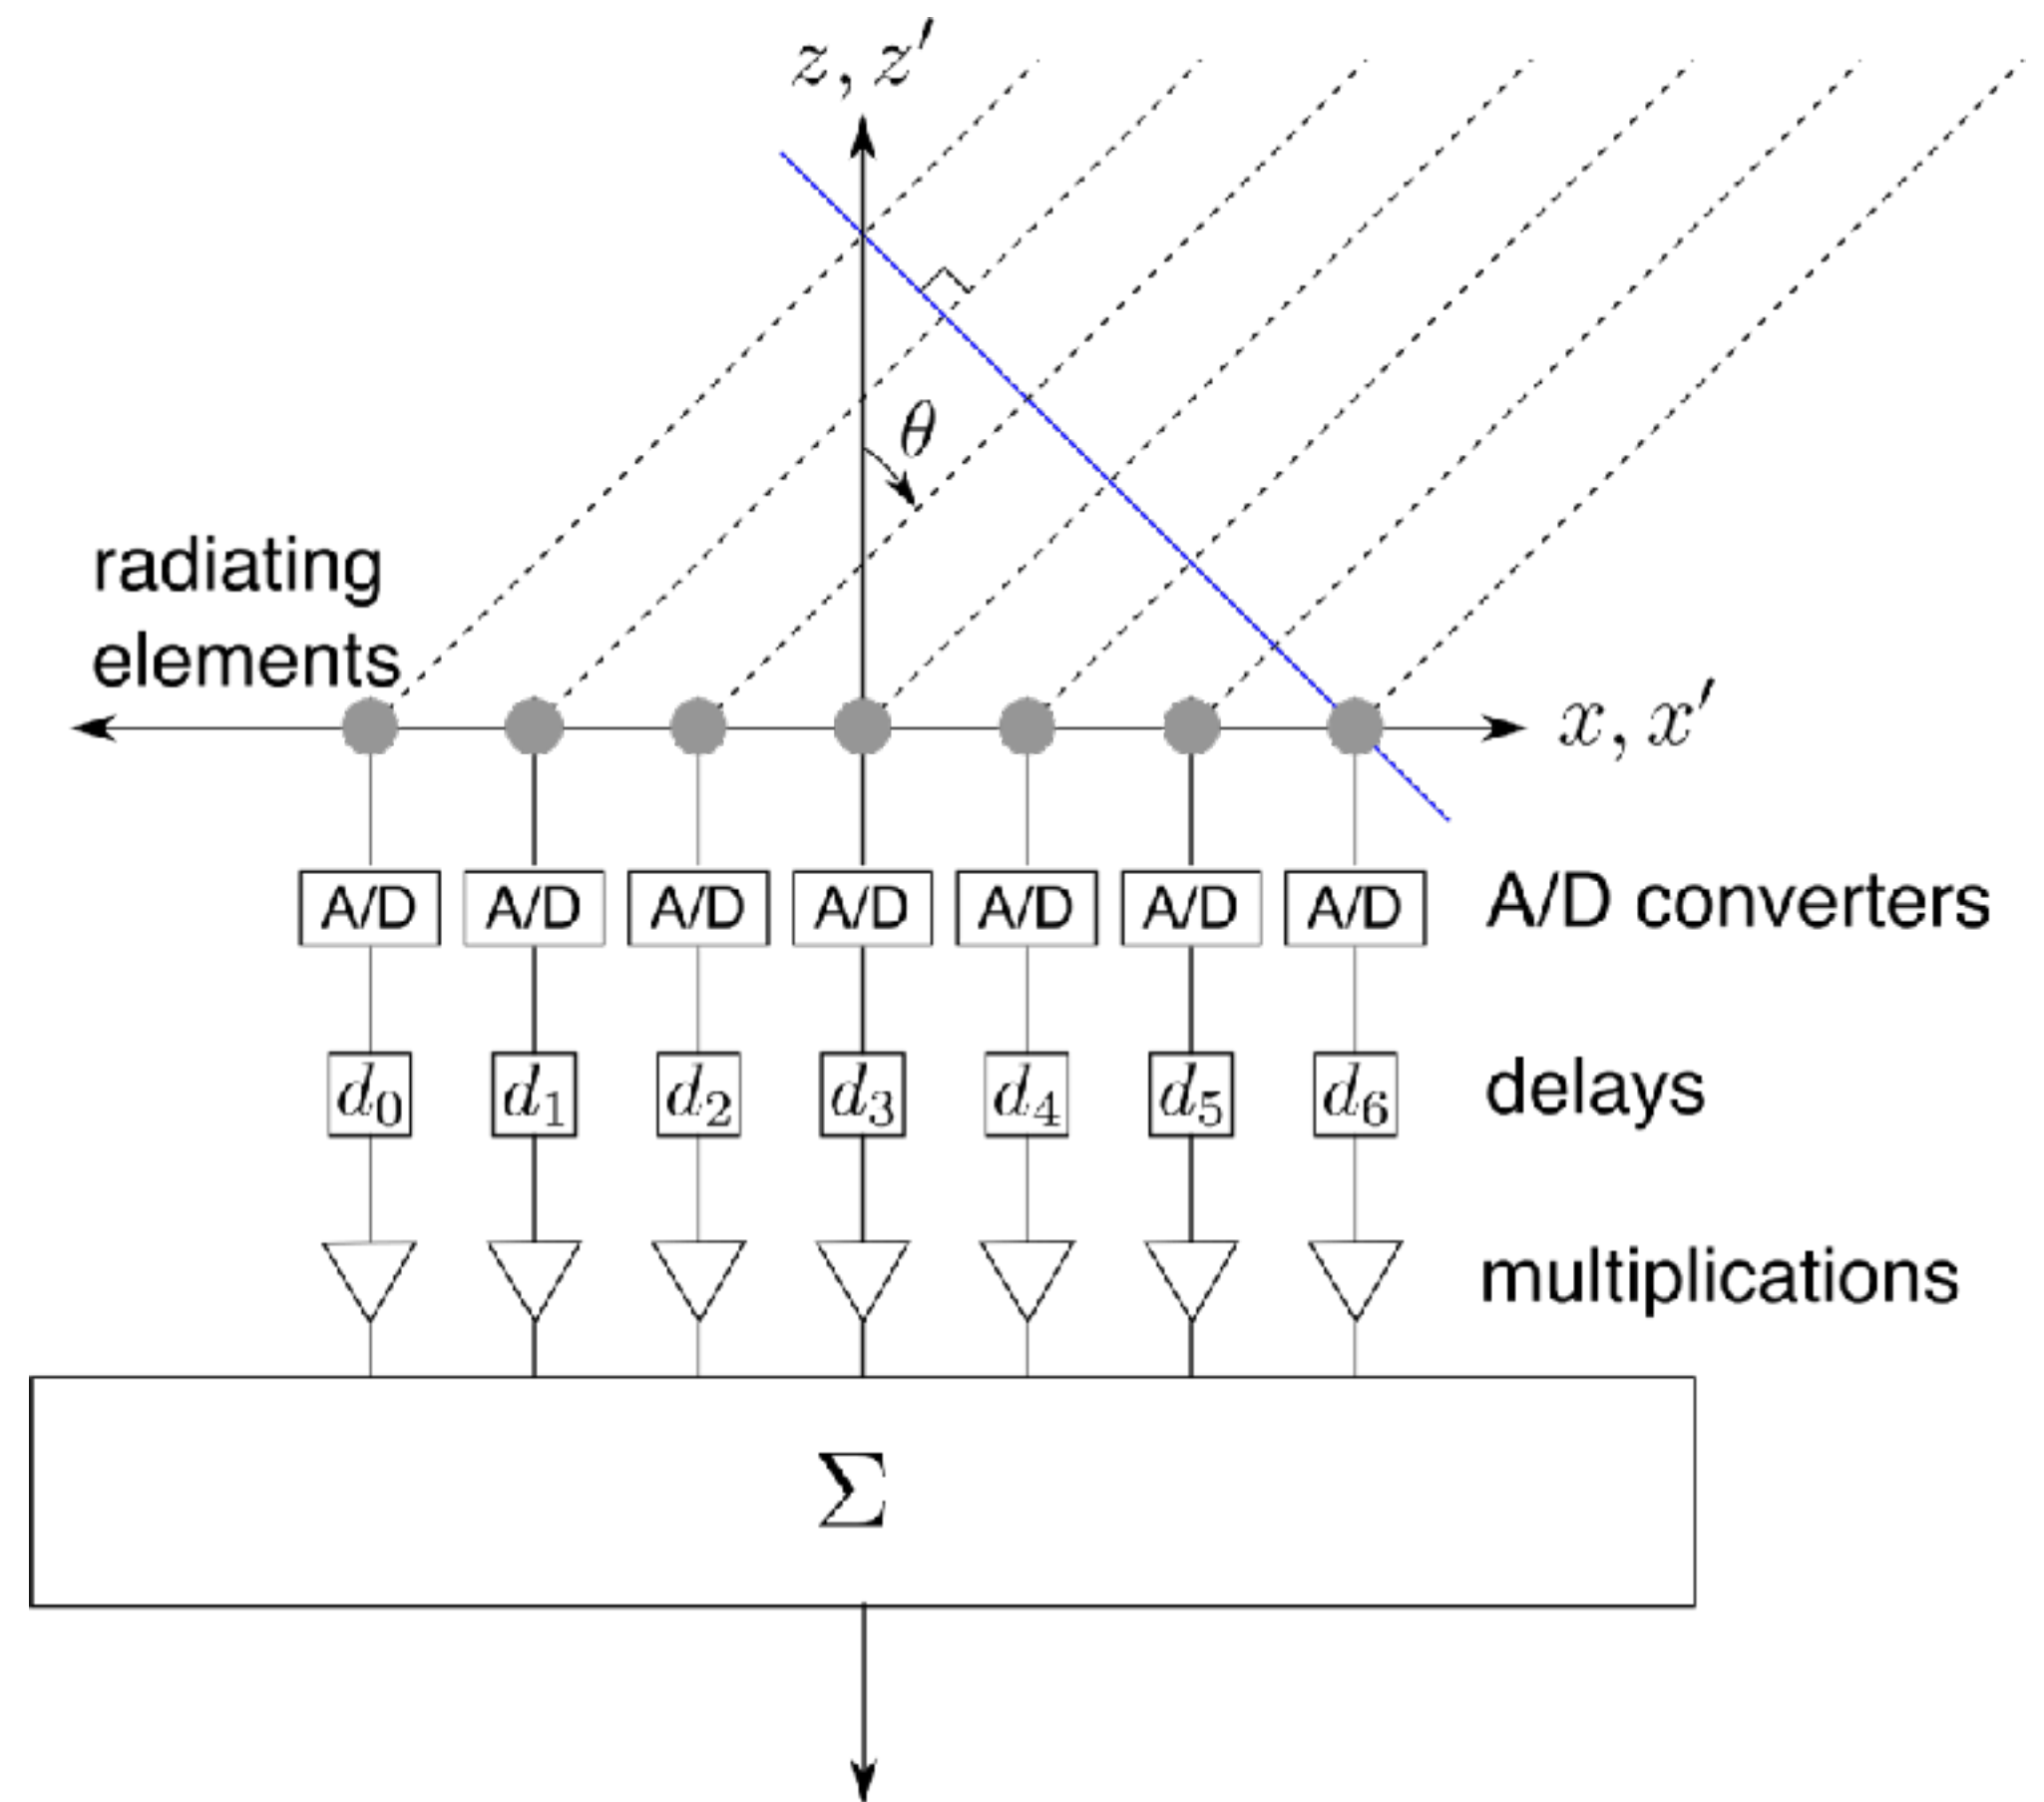 z, z′
θ
radiating
elements
x, x′
A/D A/D A/D A/D A/D A/D A/D A/D converters
d₀ d₁ d₂ d₃ d₄ d₅ d₆ delays
multiplications
Σ